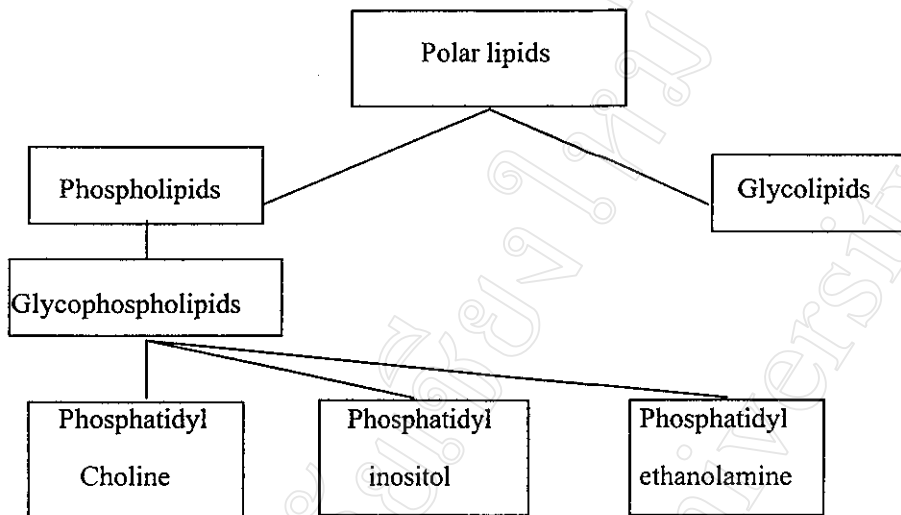 Polar lipids
Phospholipids
Glycolipids
Glycophospholipids
Phosphatidyl
Choline
Phosphatidyl
inositol
Phosphatidyl
ethanolamine